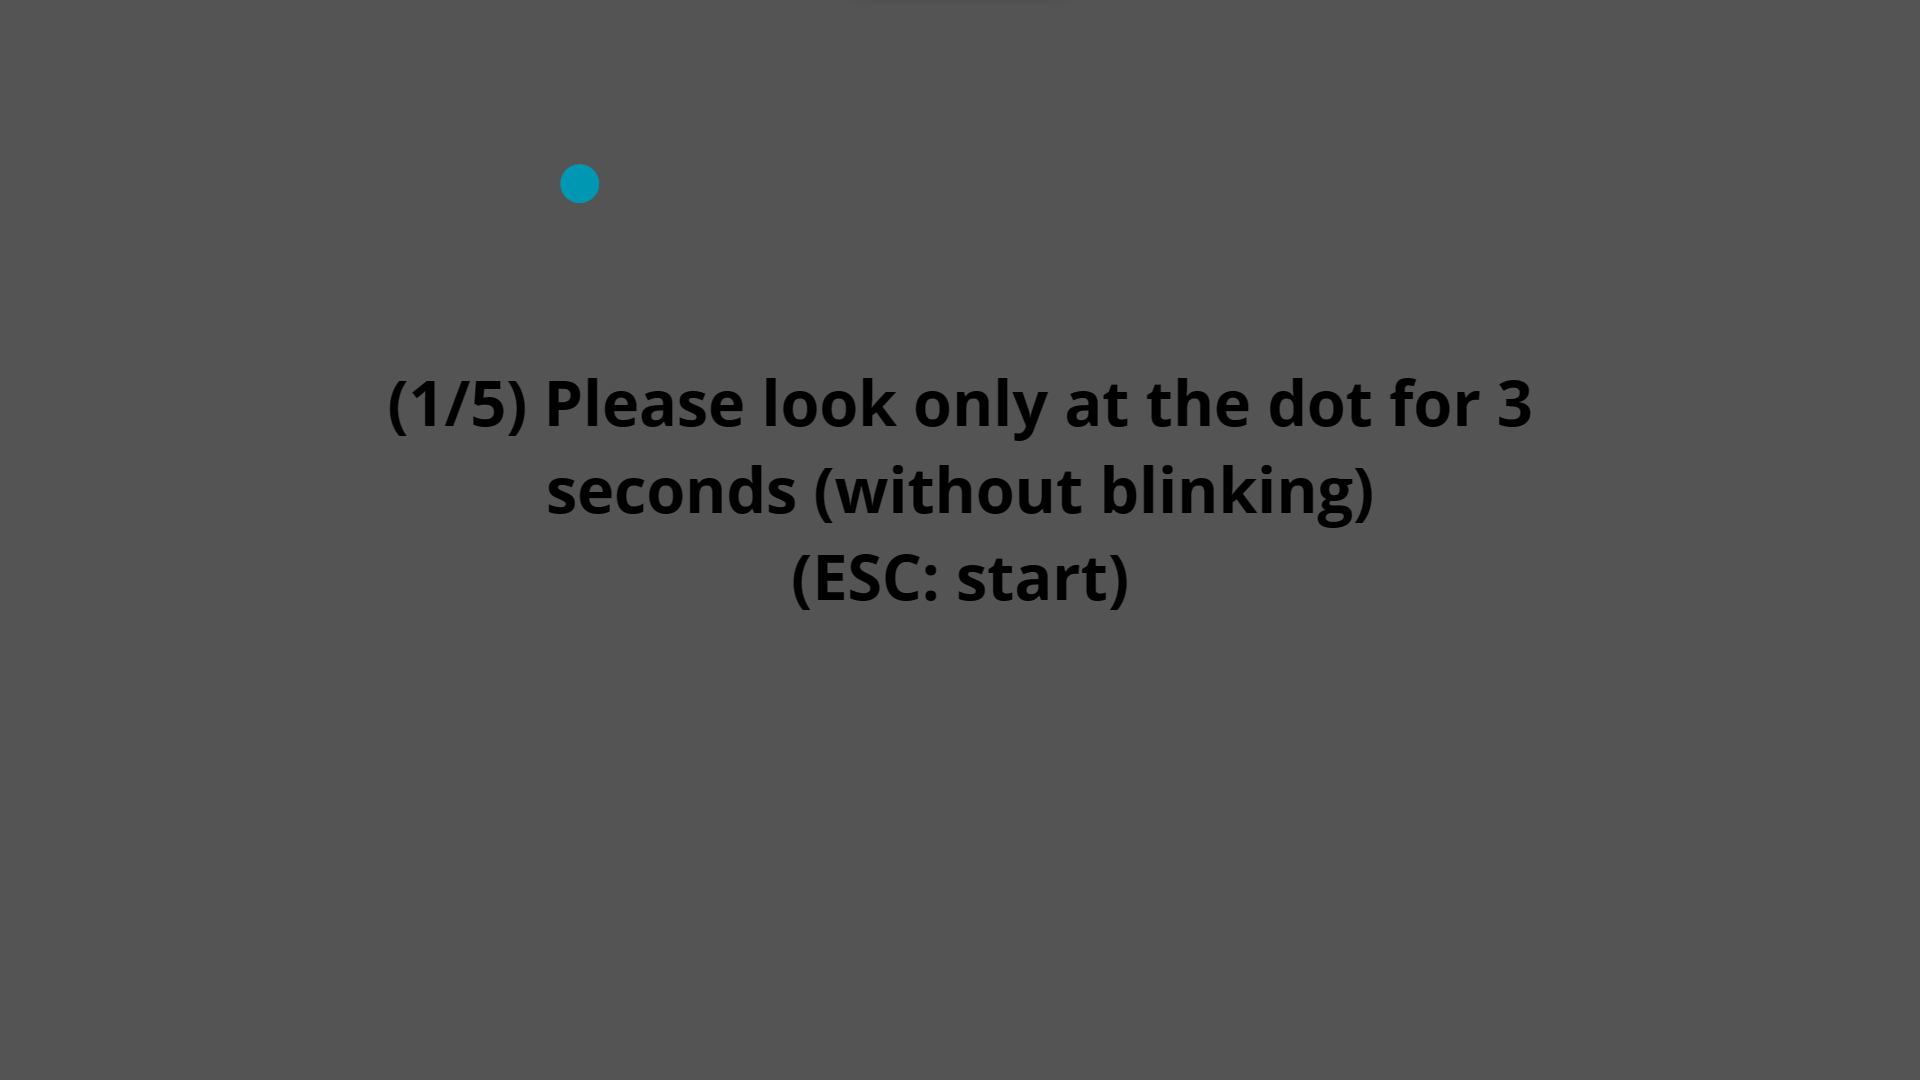 (1/5) Please look only at the dot for 3
seconds (without blinking)
(ESC: start)